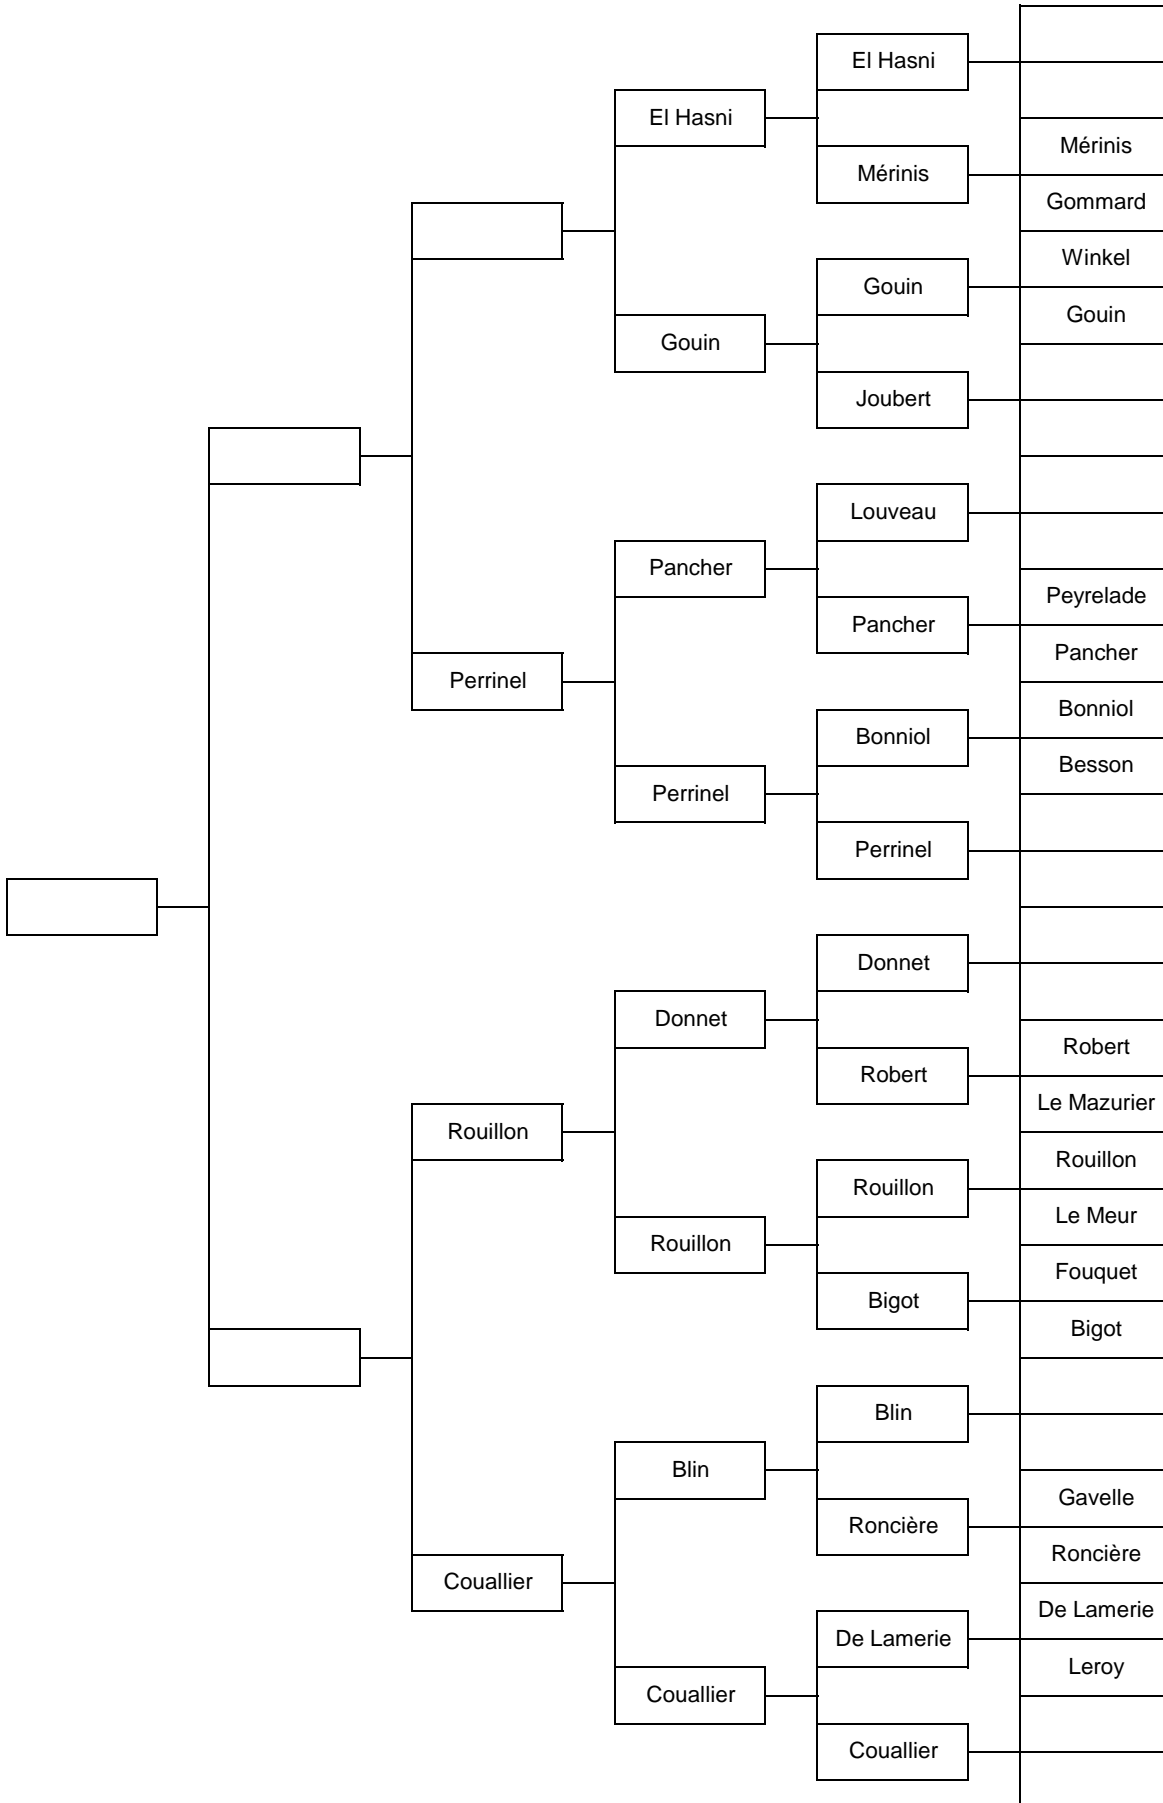 El Hasni
El Hasni
Mérinis
Mérinis
Gommard
Winkel
Gouin
Gouin
Gouin
Joubert
Louveau
Pancher
Peyrelade
Pancher
Pancher
Perrinel
Bonniol
Bonniol
Besson
Perrinel
Perrinel
Donnet
Donnet
Robert
Robert
Le Mazurier
Rouillon
Rouillon
Rouillon
Le Meur
Rouillon
Fouquet
Bigot
Bigot
Blin
Blin
Gavelle
Roncière
Roncière
Couallier
De Lamerie
De Lamerie
Leroy
Couallier
Couallier